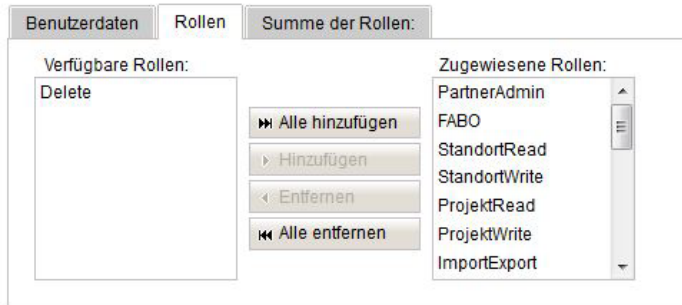 Benutzerdaten Rollen Summe der Rollen:
Verfügbare Rollen:
Delete
Alle hinzufügen
Hinzufügen
Entfernen
Alle entfernen
Zugewiesene Rollen:
PartnerAdmin
FABO
StandortRead
StandortWrite
ProjektRead
ProjektWrite
ImportExport